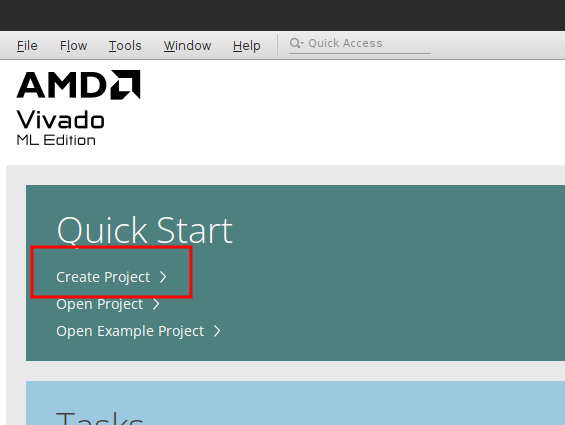 File Flow Tools Window Help Quick Access
AMD
Vivado
ML Edition
Quick Start
Create Project
Open Project
Open Example Project
Tasks